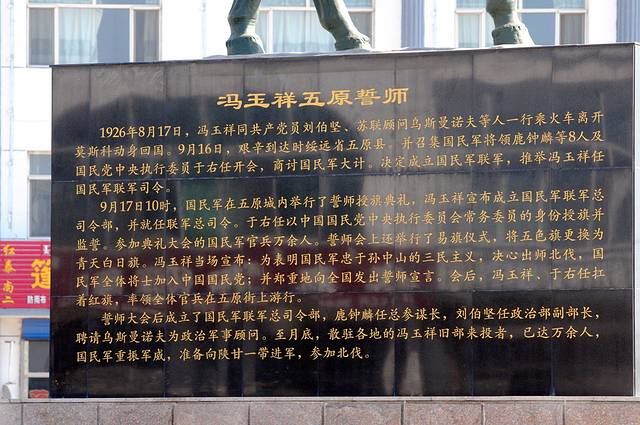 冯玉祥五原誓师
1926年8月17日，冯玉祥同共产党员刘伯坚、苏联顾问乌斯曼诺夫等人一行乘火车离开
莫斯科动身回国。9月16日，艰辛到达时绥远省五原县，并召集国民军将领鹿钟麟等8人及
国民党中央执行委员于右任开会，商讨国民军大计。决定成立国民军联军，推举冯玉祥任
国民军联军司令。
9月17日10时，国民军在五原城内举行了誓师授旗典礼，冯玉祥宣布成立国民军联军总
司令部，并就任联军总司令。于右任以中国国民党中央执行委员会常务委员的身份授旗并
监誓。参加典礼大会的国民军官兵万余人。誓师会上还举行了易旗仪式，将五色旗更换为
青天白日旗。冯玉祥当场宣布：为表明国民军忠于孙中山的三民主义，决心出师北伐，国
民军全体将士加入中国国民党；并郑重地向全国发出誓师宣言。会后，冯玉祥、于右任扛
着红旗，率领全体官兵在五原街上游行。
誓师大会后成立了国民军联军总司令部，鹿钟麟任总参谋长，刘伯坚任政治部副部长，
聘请乌斯曼诺夫为政治军事顾问。至月底，散驻各地的冯玉祥旧部来投者，已达万余人，
国民军重振军威，准备向陕甘一带进军，参加北伐。
红泰南二
篷